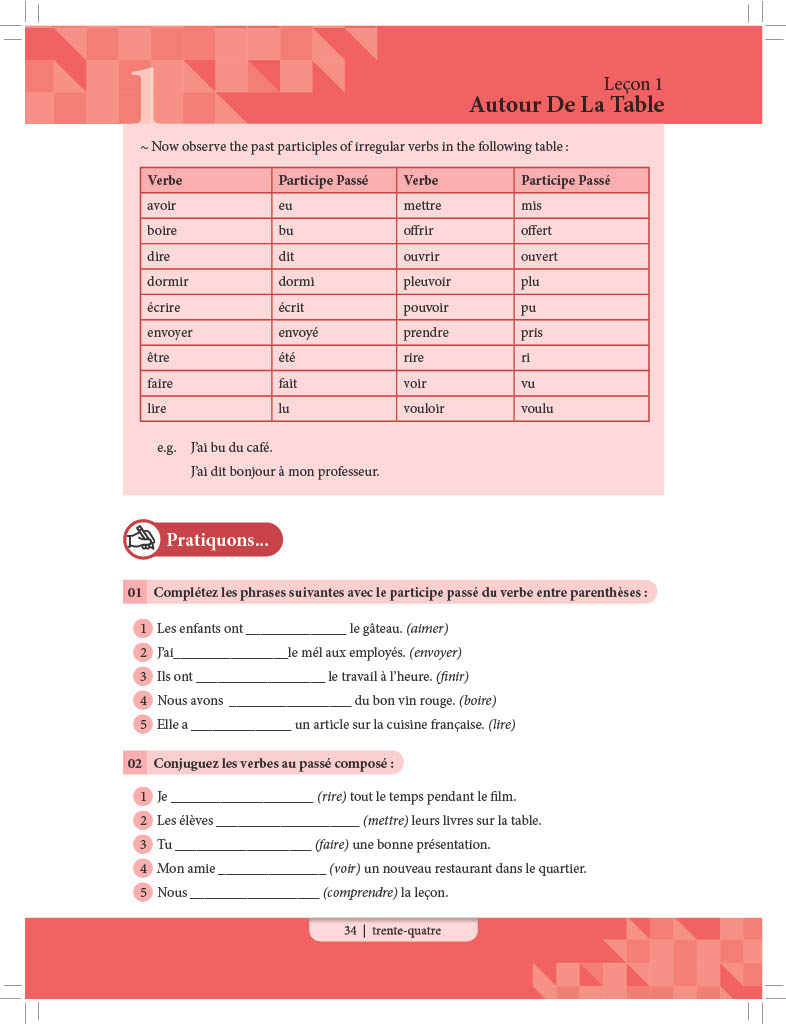 1
Leçon 1
Autour De La Table
~ Now observe the past participles of irregular verbs in the following table :
Verbe Participe Passé Verbe Participe Passé
avoir eu mettre mis
boire bu offrir offert
dire dit ouvrir ouvert
dormir dormi pleuvoir plu
écrire écrit pouvoir pu
envoyer envoyé prendre pris
être été rire ri
faire fait voir vu
lire lu vouloir voulu
e.g. J'ai bu du café.
J'ai dit bonjour à mon professeur.
Pratiquons...
01 Complétez les phrases suivantes avec le participe passé du verbe entre parenthèses :
1 Les enfants ont ______________ le gâteau. (aimer)
2 J'ai________________le mél aux employés. (envoyer)
3 Ils ont __________________ le travail à l'heure. (finir)
4 Nous avons _________________ du bon vin rouge. (boire)
5 Elle a ______________ un article sur la cuisine française. (lire)
02 Conjuguez les verbes au passé composé :
1 Je ____________________ (rire) tout le temps pendant le film.
2 Les élèves ____________________ (mettre) leurs livres sur la table.
3 Tu ___________________ (faire) une bonne présentation.
4 Mon amie _______________ (voir) un nouveau restaurant dans le quartier.
5 Nous __________________ (comprendre) la leçon.
34 | trente-quatre